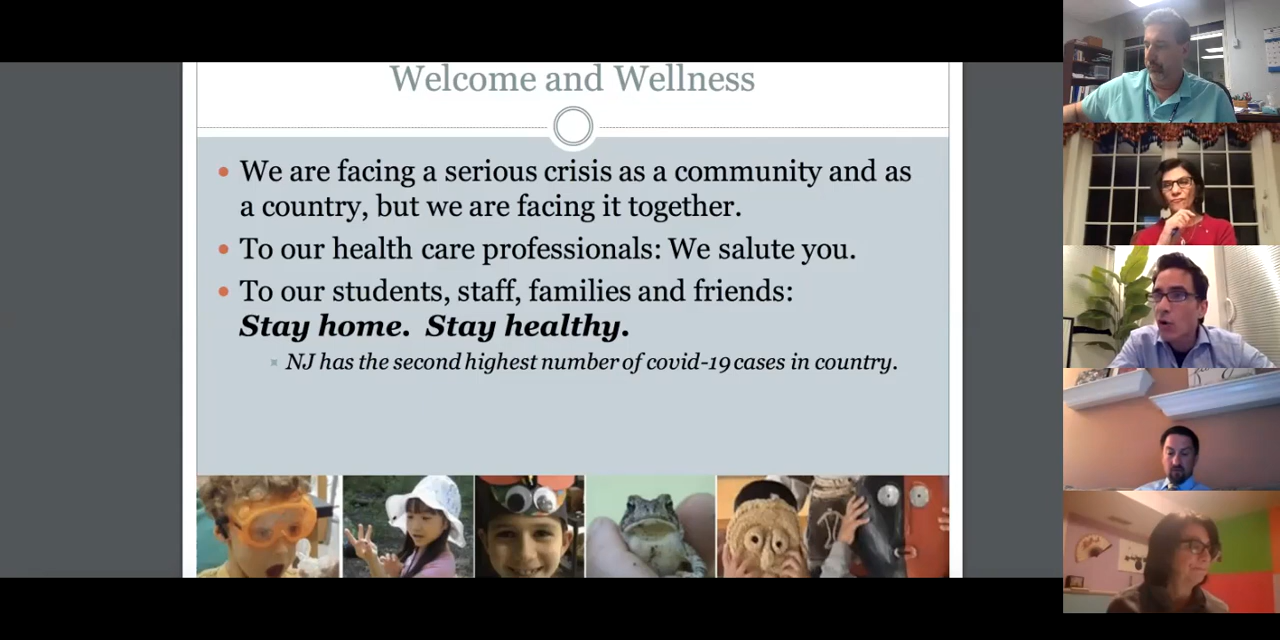 Welcome and Wellness
We are facing a serious crisis as a community and as
a country, but we are facing it together.
To our health care professionals: We salute you.
To our students, staff, families and friends:
Stay home. Stay healthy.
NJ has the second highest number of covid-19 cases in country.